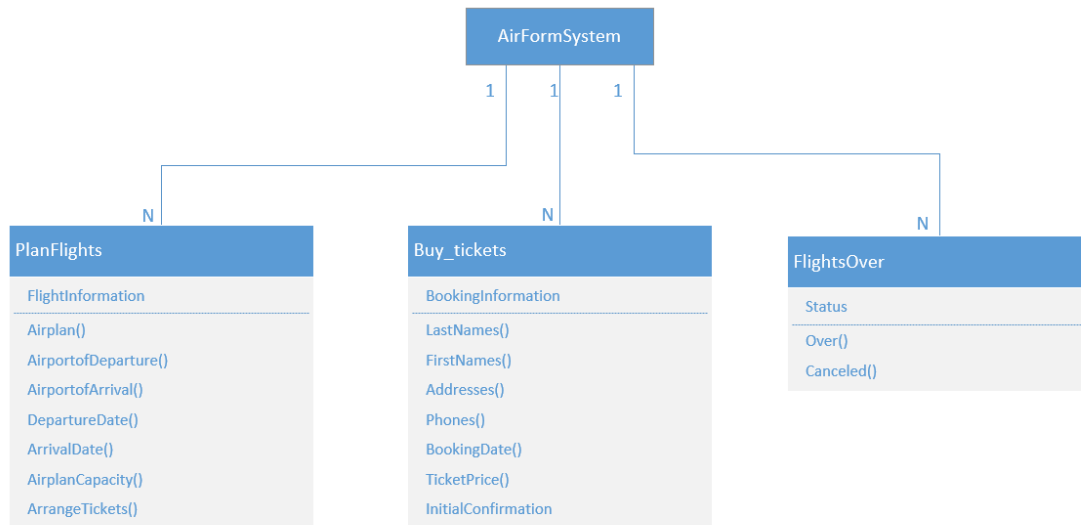 AirFormSystem
1 1 1
N N N
PlanFlights
FlightInformation
Airplan()
AirportofDeparture()
AirportofArrival()
DepartureDate()
ArrivalDate()
AirplanCapacity()
ArrangeTickets()
Buy_tickets
BookingInformation
LastNames()
FirstNames()
Addresses()
Phones()
BookingDate()
TicketPrice()
InitialConfirmation
FlightsOver
Status
Over()
Canceled()